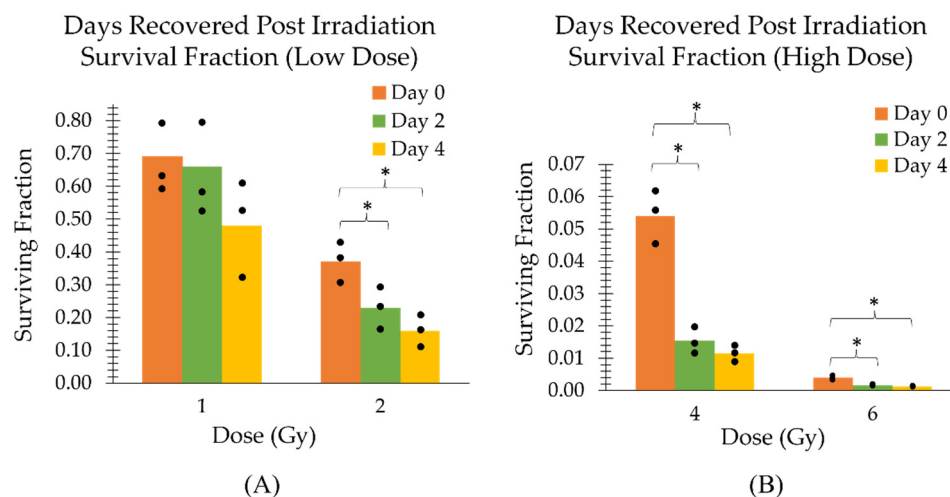 Days Recovered Post Irradiation
Survival Fraction (Low Dose)
Day 0
Day 2
Day 4
0.80
0.70
0.60
0.50
0.40
0.30
0.20
0.10
0.00
Surviving Fraction
* 
*
1 2
Dose (Gy)
(A)
Days Recovered Post Irradiation
Survival Fraction (High Dose)
Day 0
Day 2
Day 4
0.07
0.06
0.05
0.04
0.03
0.02
0.01
0.00
Surviving Fraction
*
*
*
*
4 6
Dose (Gy)
(B)